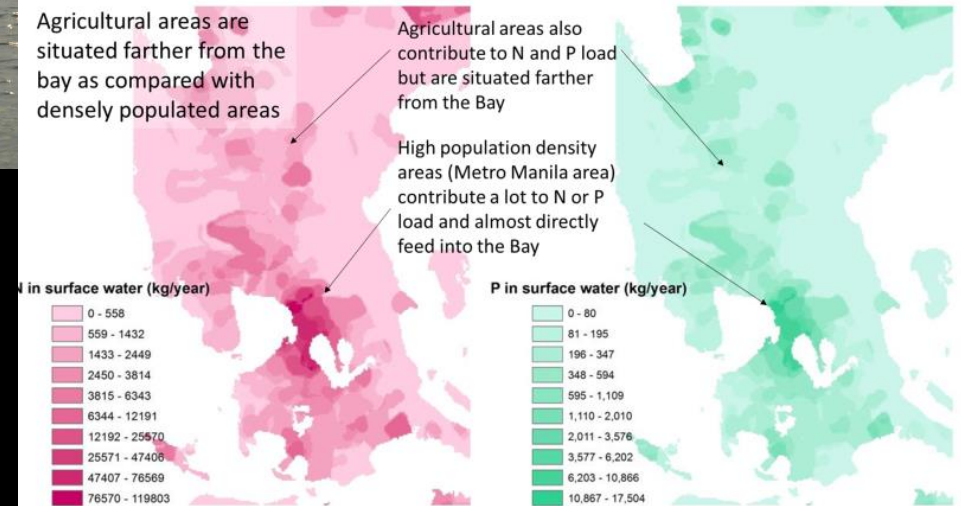 Agricultural areas are
situated farther from the
bay as compared with
densely populated areas
Agricultural areas also
contribute to N and P load
but are situated farther
from the Bay
High population density
areas (Metro Manila area)
contribute a lot to N or P
load and almost directly
feed into the Bay
N in surface water (kg/year)
0 - 558
559 - 1432
1433 - 2449
2450 - 3814
3815 - 6343
6344 - 12191
12192 - 25570
25571 - 47406
47407 - 76569
76570 - 119803
P in surface water (kg/year)
0 - 80
81 - 195
196 - 347
348 - 594
595 - 1,109
1,110 - 2,010
2,011 - 3,576
3,577 - 6,202
6,203 - 10,866
10,867 - 17,504